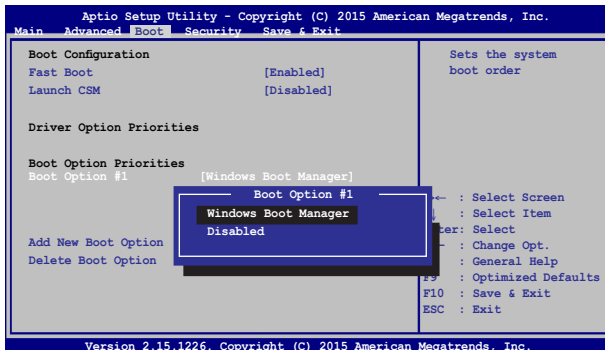 Aptio Setup Utility - Copyright (C) 2015 American Megatrends, Inc.
Main Advanced Boot Security Save & Exit
Boot Configuration
Fast Boot [Enabled]
Launch CSM [Disabled]
Driver Option Priorities
Boot Option Priorities
Boot Option #1 [Windows Boot Manager]
Boot Option #1
Windows Boot Manager
Disabled
Add New Boot Option
Delete Boot Option
Sets the system
boot order
: Select Screen
: Select Item
: Select
: Change Opt.
: General Help
F9 : Optimized Defaults
F10 : Save & Exit
ESC : Exit
Version 2.15.1226. Copyright (C) 2015 American Megatrends, Inc.